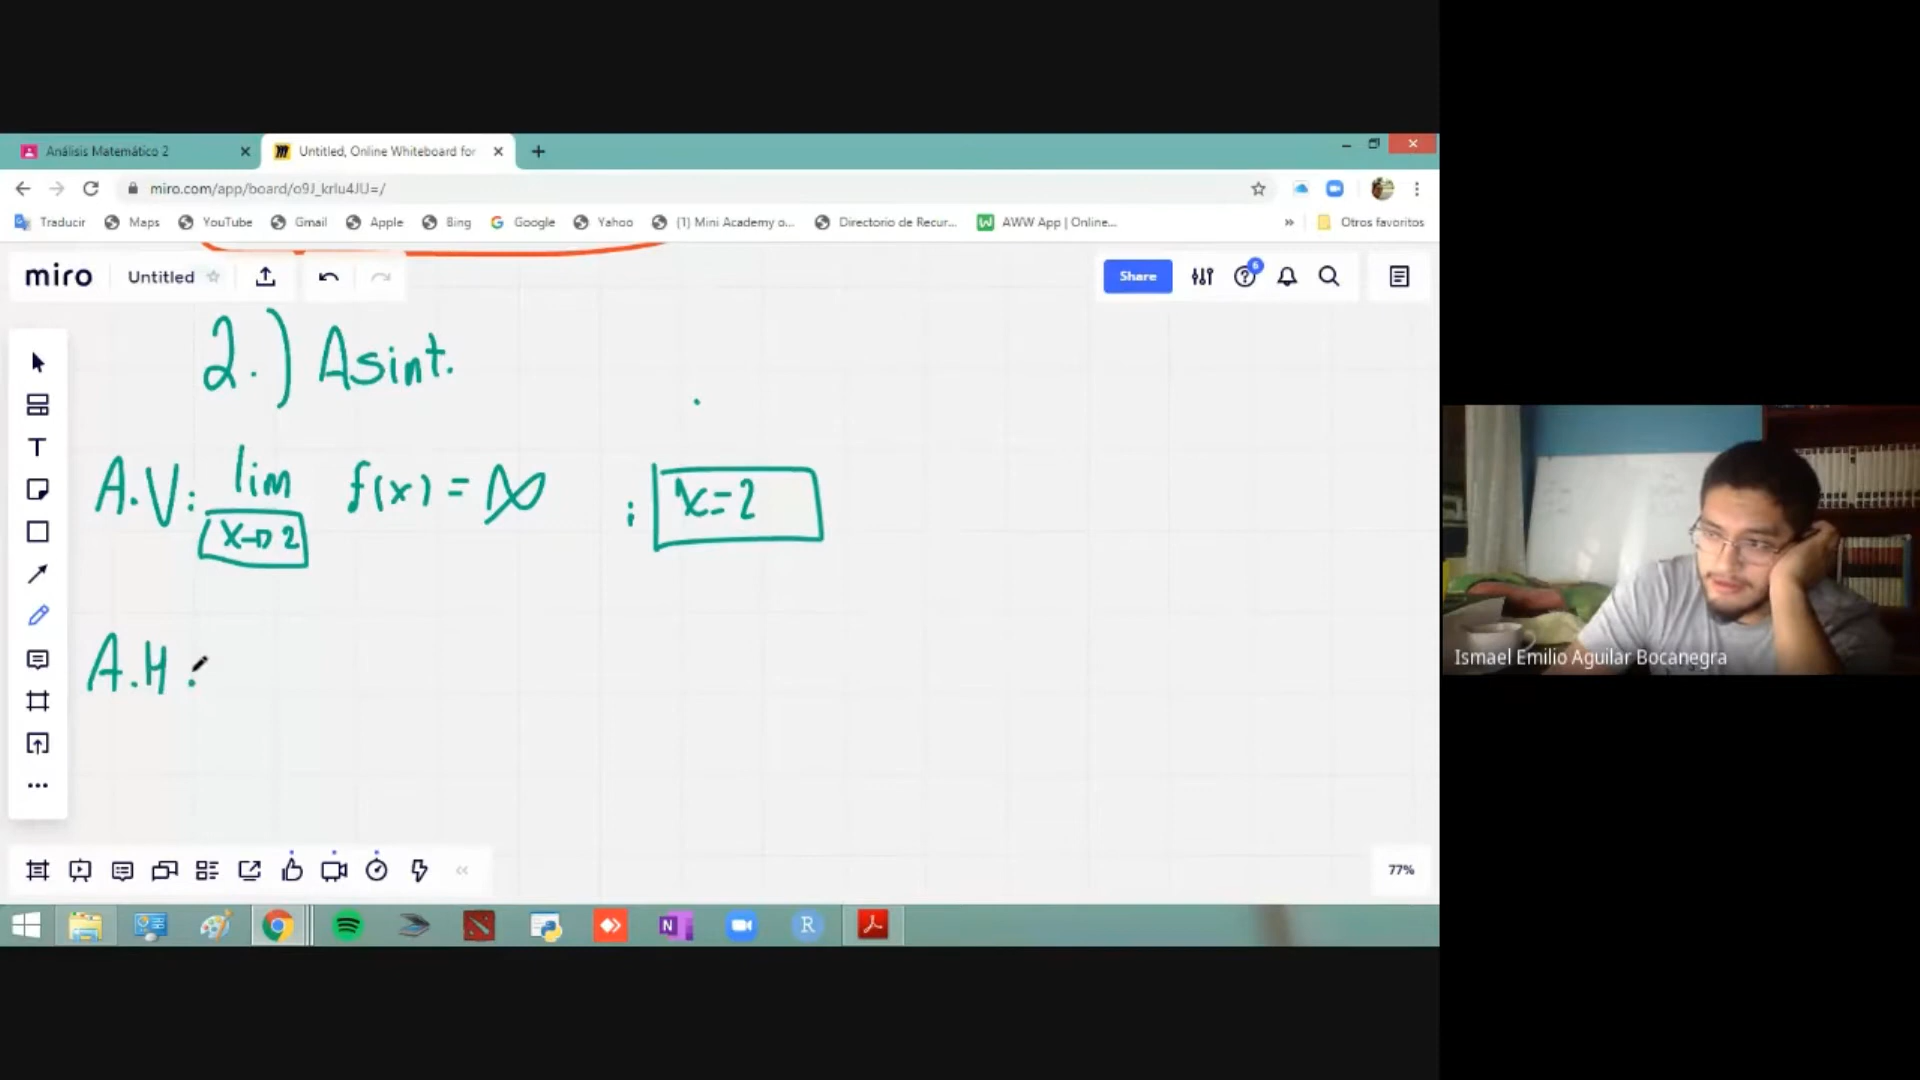 Análisis Matemático 2
Untitled, Online Whiteboard for
miro.com/app/board/o9J_krlu4JU=/
Traducir Maps YouTube Gmail Apple Bing Google Yahoo (1) Mini Academy o... Directorio de Recur... AWW App | Online... » Otros favoritos
miro Untitled Share 6
2.) Asint.
A.V: lim f(x) = ∞ ; x=2
x→2
A.H:
Ismael Emilio Aguilar Bocanegra
77%